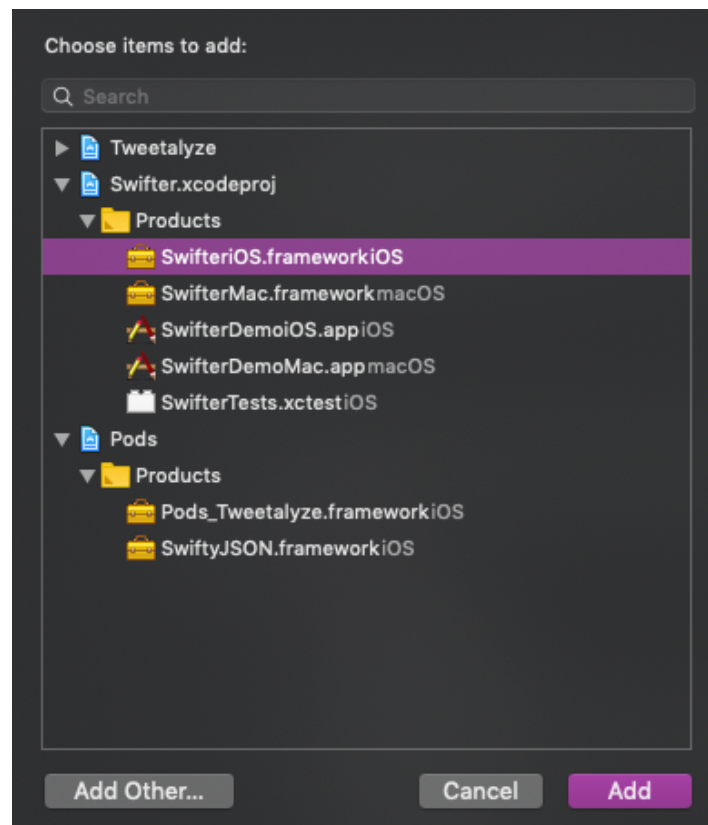 Choose items to add:
Search
Tweetalyze
Swifter.xcodeproj
Products
SwifteriOS.frameworkiOS
SwifterMac.frameworkmacOS
SwifterDemoiOS.appiOS
SwifterDemoMac.appmacOS
SwifterTests.xctestiOS
Pods
Products
Pods_Tweetalyze.frameworkiOS
SwiftyJSON.frameworkiOS
Add Other... Cancel Add